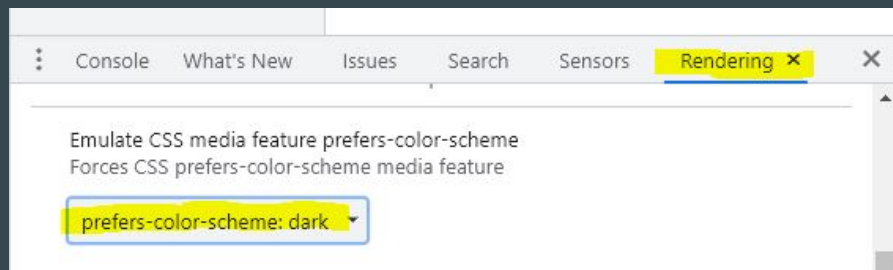 Console What's New Issues Search Sensors Rendering ×
Emulate CSS media feature prefers-color-scheme
Forces CSS prefers-color-scheme media feature
prefers-color-scheme: dark